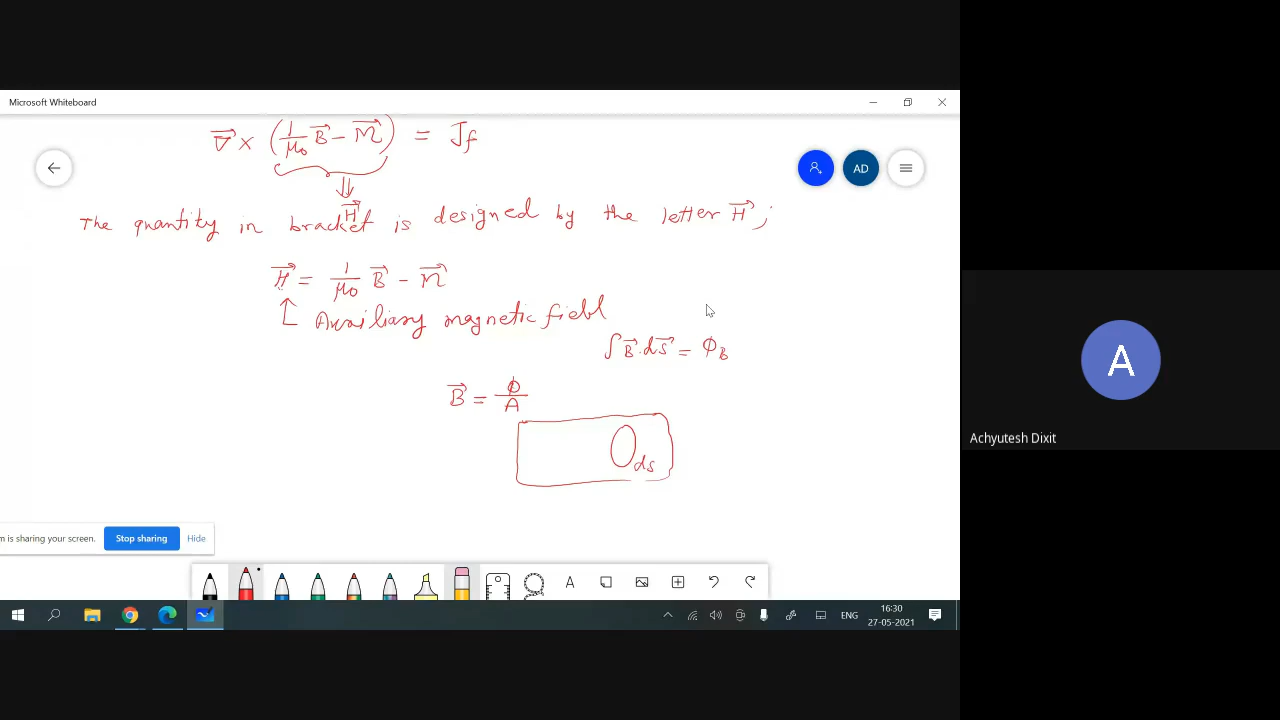 Microsoft Whiteboard
∇⃗ × (1/μ₀ B⃗ − M⃗) = Jf
⇓
H⃗
The quantity in bracket is designed by the letter H⃗ ;
H⃗ = 1/μ₀ B⃗ − M⃗
Auxiliary magnetic field
∫ B⃗ . ds⃗ = ϕB
B⃗ = ϕ/A
ds
AD
A
Achyutesh Dixit
m is sharing your screen.
Stop sharing
Hide
A
ENG
16:30
27-05-2021